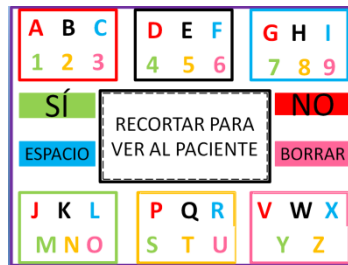 A B C
1 2 3
D E F
4 5 6
G H I
7 8 9
SÍ
NO
RECORTAR PARA
VER AL PACIENTE
ESPACIO
BORRAR
J K L
M N O
P Q R
S T U
V W X
Y Z